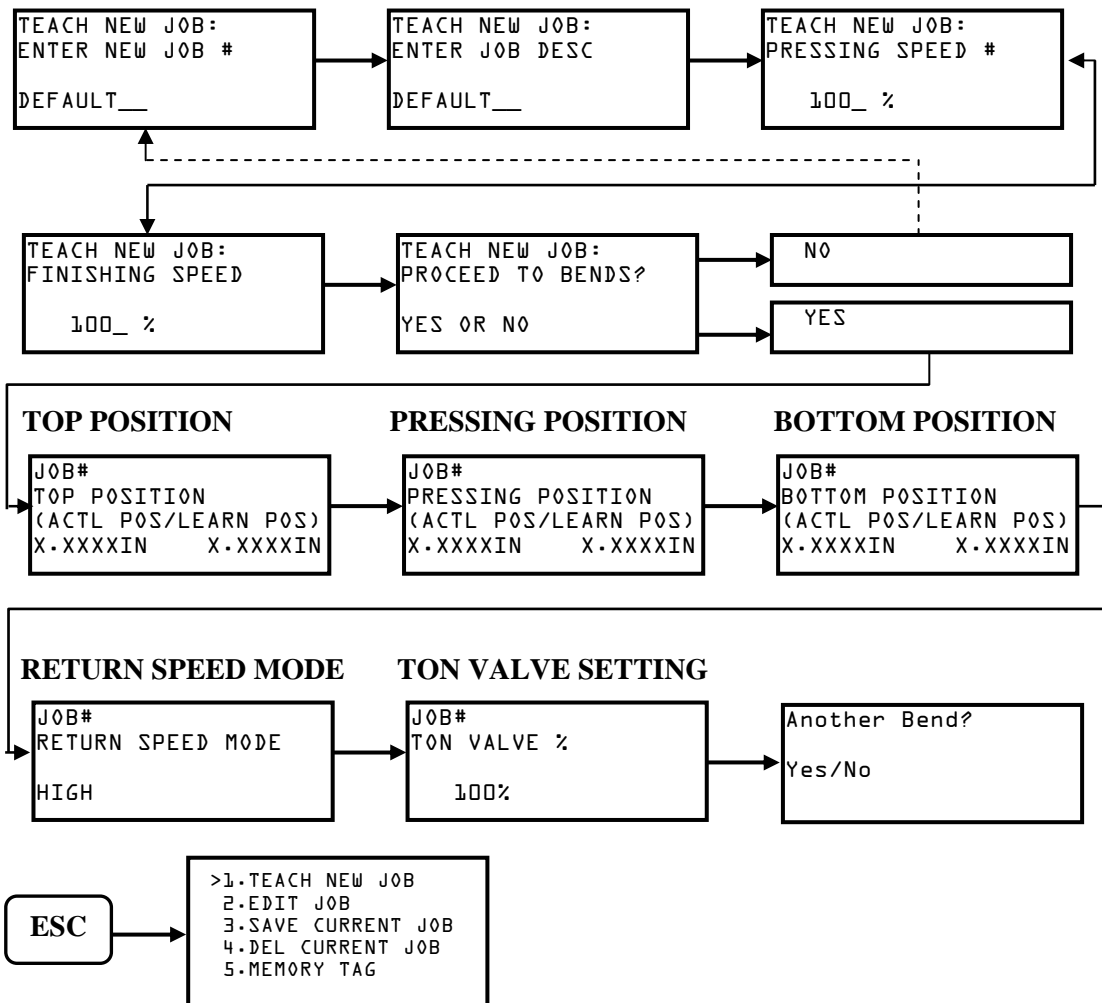 TEACH NEW JOB:
ENTER NEW JOB #
DEFAULT__
TEACH NEW JOB:
ENTER JOB DESC
DEFAULT__
TEACH NEW JOB:
PRESSING SPEED #
100_ %
TEACH NEW JOB:
FINISHING SPEED
100_ %
TEACH NEW JOB:
PROCEED TO BENDS?
YES OR NO
NO
YES
TOP POSITION
JOB#
TOP POSITION
(ACTL POS/LEARN POS)
X.XXXXIN X.XXXXIN
PRESSING POSITION
JOB#
PRESSING POSITION
(ACTL POS/LEARN POS)
X.XXXXIN X.XXXXIN
BOTTOM POSITION
JOB#
BOTTOM POSITION
(ACTL POS/LEARN POS)
X.XXXXIN X.XXXXIN
RETURN SPEED MODE
JOB#
RETURN SPEED MODE
HIGH
TON VALVE SETTING
JOB#
TON VALVE %
100%
Another Bend?
Yes/No
ESC
>1.TEACH NEW JOB
2.EDIT JOB
3.SAVE CURRENT JOB
4.DEL CURRENT JOB
5.MEMORY TAG